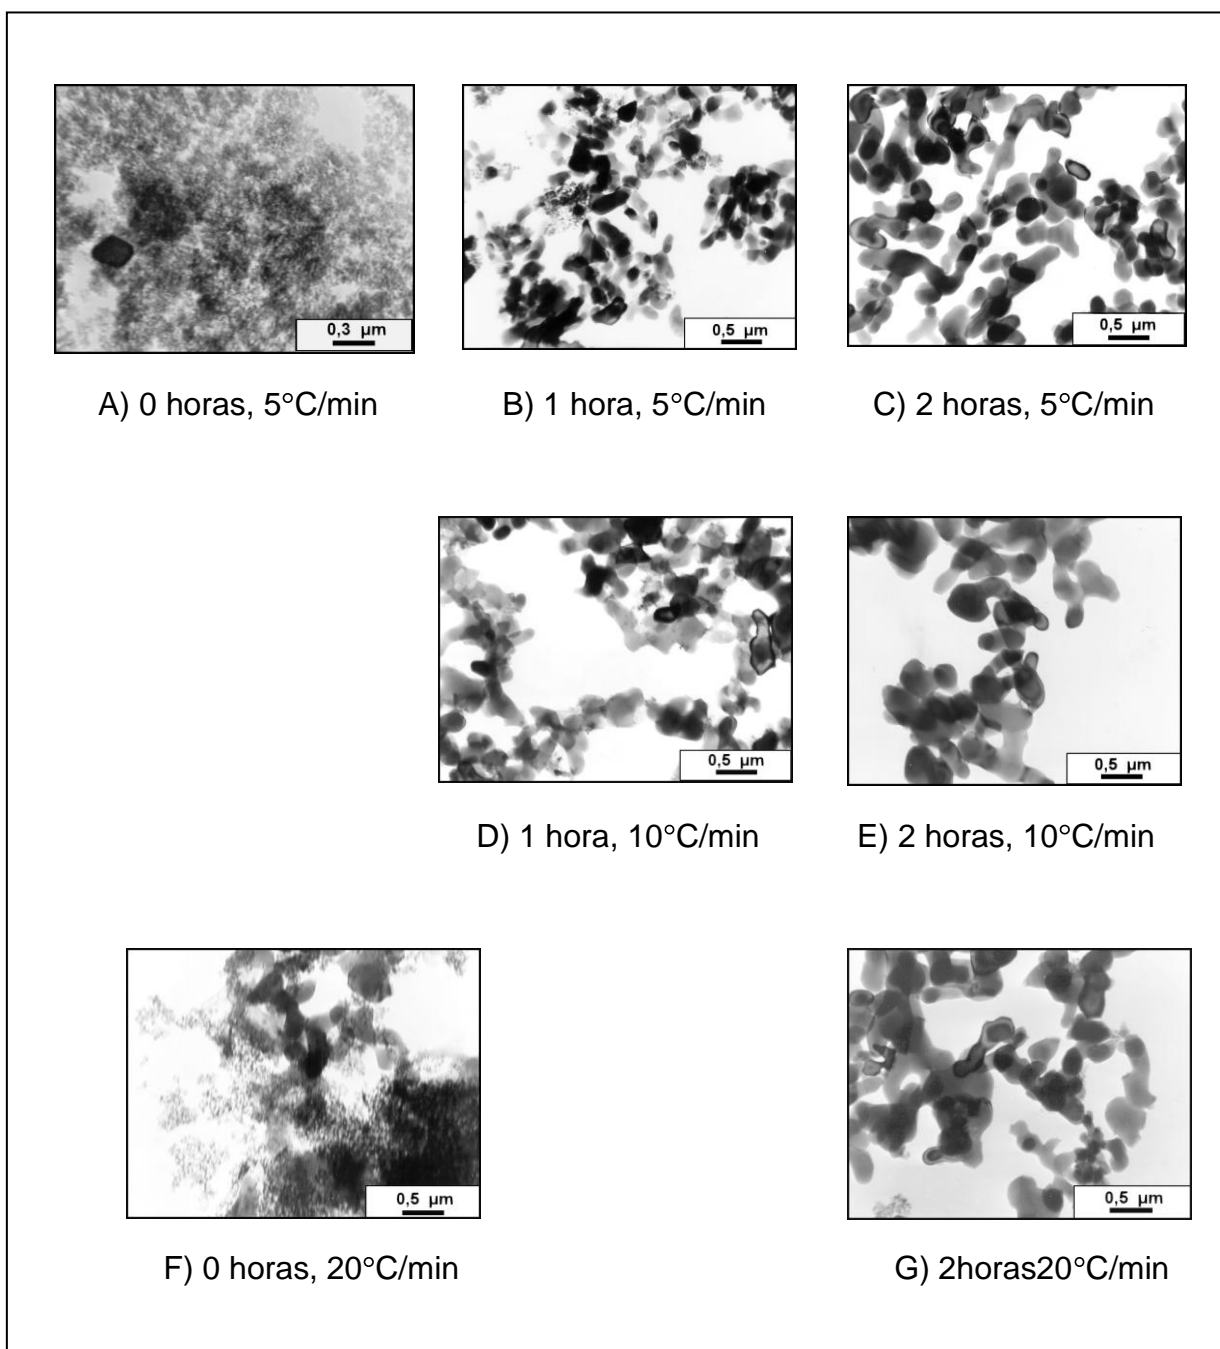 0,3 µm
0,5 µm
0,5 µm
A) 0 horas, 5°C/min
B) 1 hora, 5°C/min
C) 2 horas, 5°C/min
0,5 µm
0,5 µm
D) 1 hora, 10°C/min
E) 2 horas, 10°C/min
0,5 µm
0,5 µm
F) 0 horas, 20°C/min
G) 2horas20°C/min